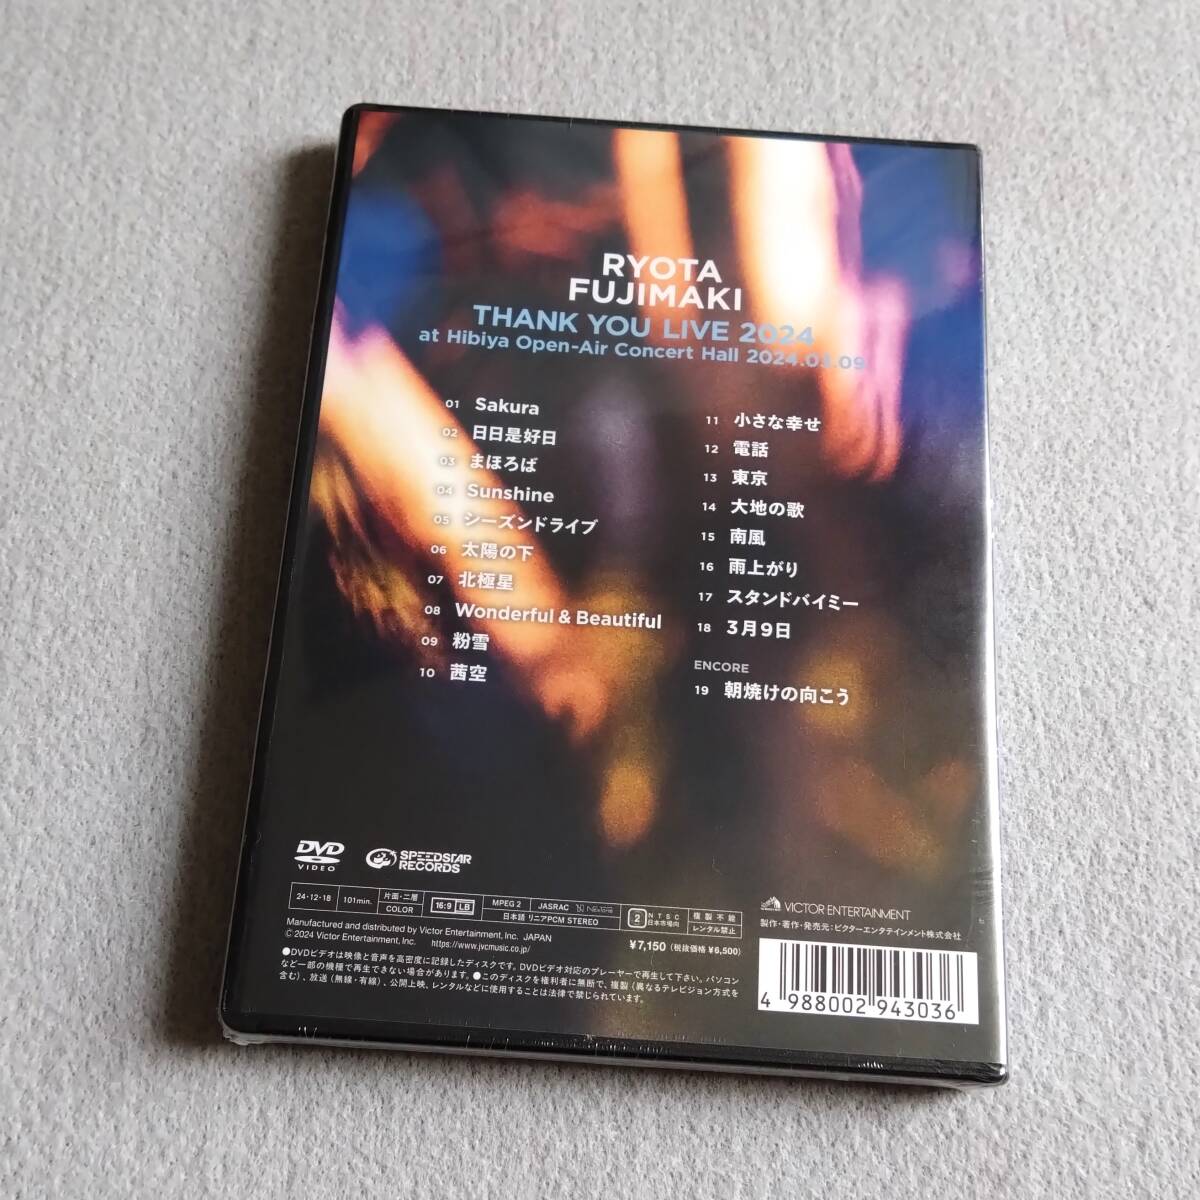 RYOTA
FUJIMAKI
THANK YOU LIVE 2024
at Hibiya Open-Air Concert Hall 2024.03.09
01 Sakura
02 日日是好日
03 まほろば
04 Sunshine
05 シーズンドライブ
06 太陽の下
07 北極星
08 Wonderful & Beautiful
09 粉雪
10 茜空
11 小さな幸せ
12 電話
13 東京
14 大地の歌
15 南風
16 雨上がり
17 スタンドバイミー
18 3月9日
ENCORE
19 朝焼けの向こう
DVD
VIDEO
SPEEDSTAR
RECORDS
24・12・18
101min.
片面・二層
COLOR
16:9 LB
MPEG 2
JASRAC
NexTone
日本語 リニアPCM STEREO
2
NTSC
日本市場向
複製不能
レンタル禁止
VICTOR ENTERTAINMENT
製作・著作・発売元:ビクターエンタテインメント株式会社
Manufactured and distributed by Victor Entertainment, Inc. JAPAN
© 2024 Victor Entertainment, Inc. https://www.jvcmusic.co.jp/
¥7,150 (税抜価格 ¥6,500)
●DVDビデオは映像と音声を高密度に記録したディスクです。DVDビデオ対応のプレーヤーで再生して下さい。パソコン
など一部の機種で再生できない場合があります。●このディスクを権利者に無断で、複製(異なるテレビジョン方式を
含む)、放送(無線・有線)、公開上映、レンタルなどに使用することは法律で禁じられています。
4 988002 943036